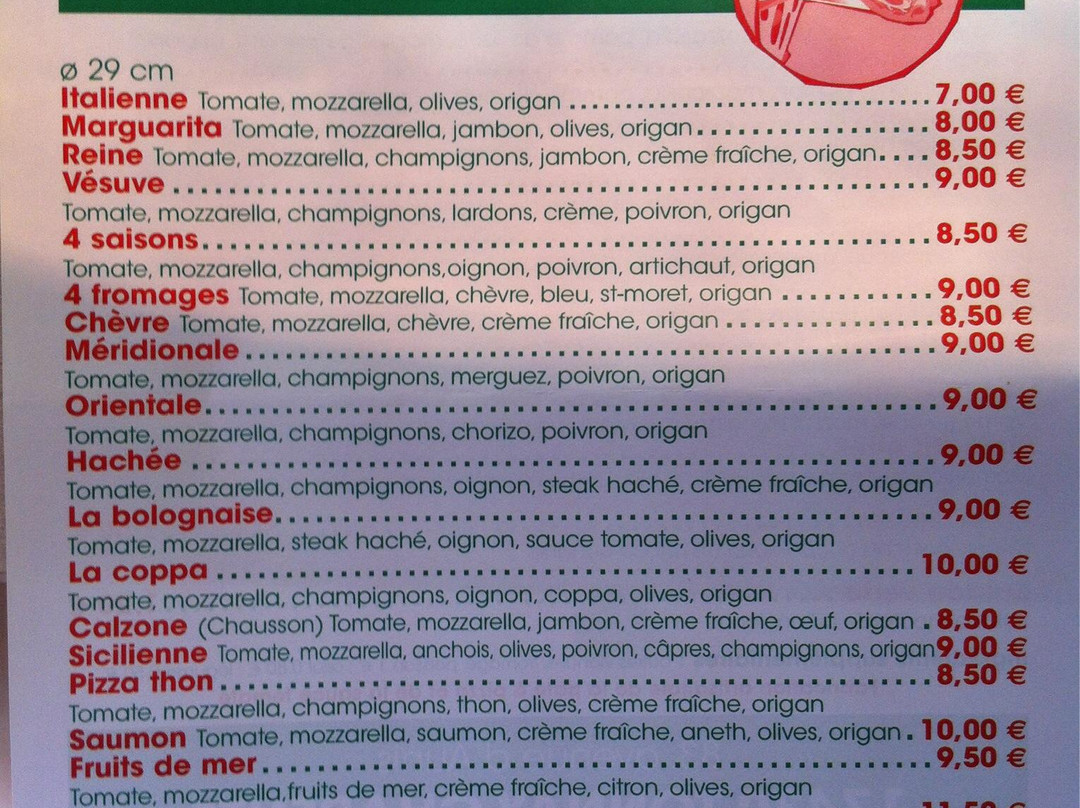 ø 29 cm
Italienne Tomate, mozzarella, olives, origan ........................................ 7,00 €
Marguarita Tomate, mozzarella, jambon, olives, origan.................... 8,00 €
Reine Tomate, mozzarella, champignons, jambon, crème fraîche, origan.... 8,50 €
Vésuve ........................................................................ 9,00 €
Tomate, mozzarella, champignons, lardons, crème, poivron, origan
4 saisons...................................................................... 8,50 €
Tomate, mozzarella, champignons,oignon, poivron, artichaut, origan
4 fromages Tomate, mozzarella, chèvre, bleu, st-moret, origan ............ 9,00 €
Chèvre Tomate, mozzarella, chèvre, crème fraîche, origan .................. 8,50 €
Méridionale ................................................................... 9,00 €
Tomate, mozzarella, champignons, merguez, poivron, origan
Orientale...................................................................... 9,00 €
Tomate, mozzarella, champignons, chorizo, poivron, origan
Hachée ........................................................................ 9,00 €
Tomate, mozzarella, champignons, oignon, steak haché, crème fraîche, origan
La bolognaise.................................................................. 9,00 €
Tomate, mozzarella, steak haché, oignon, sauce tomate, olives, origan
La coppa ...................................................................... 10,00 €
Tomate, mozzarella, champignons, oignon, coppa, olives, origan
Calzone (Chausson) Tomate, mozzarella, jambon, crème fraîche, œuf, origan . 8,50 €
Sicilienne Tomate, mozzarella, anchois, olives, poivron, câpres, champignons, origan 9,00 €
Pizza thon .................................................................... 8,50 €
Tomate, mozzarella, champignons, thon, olives, crème fraîche, origan
Saumon Tomate, mozzarella, saumon, crème fraîche, aneth, olives, origan. 10,00 €
Fruits de mer.................................................................. 9,50 €
Tomate, mozzarella,fruits de mer, crème fraîche, citron, olives, origan